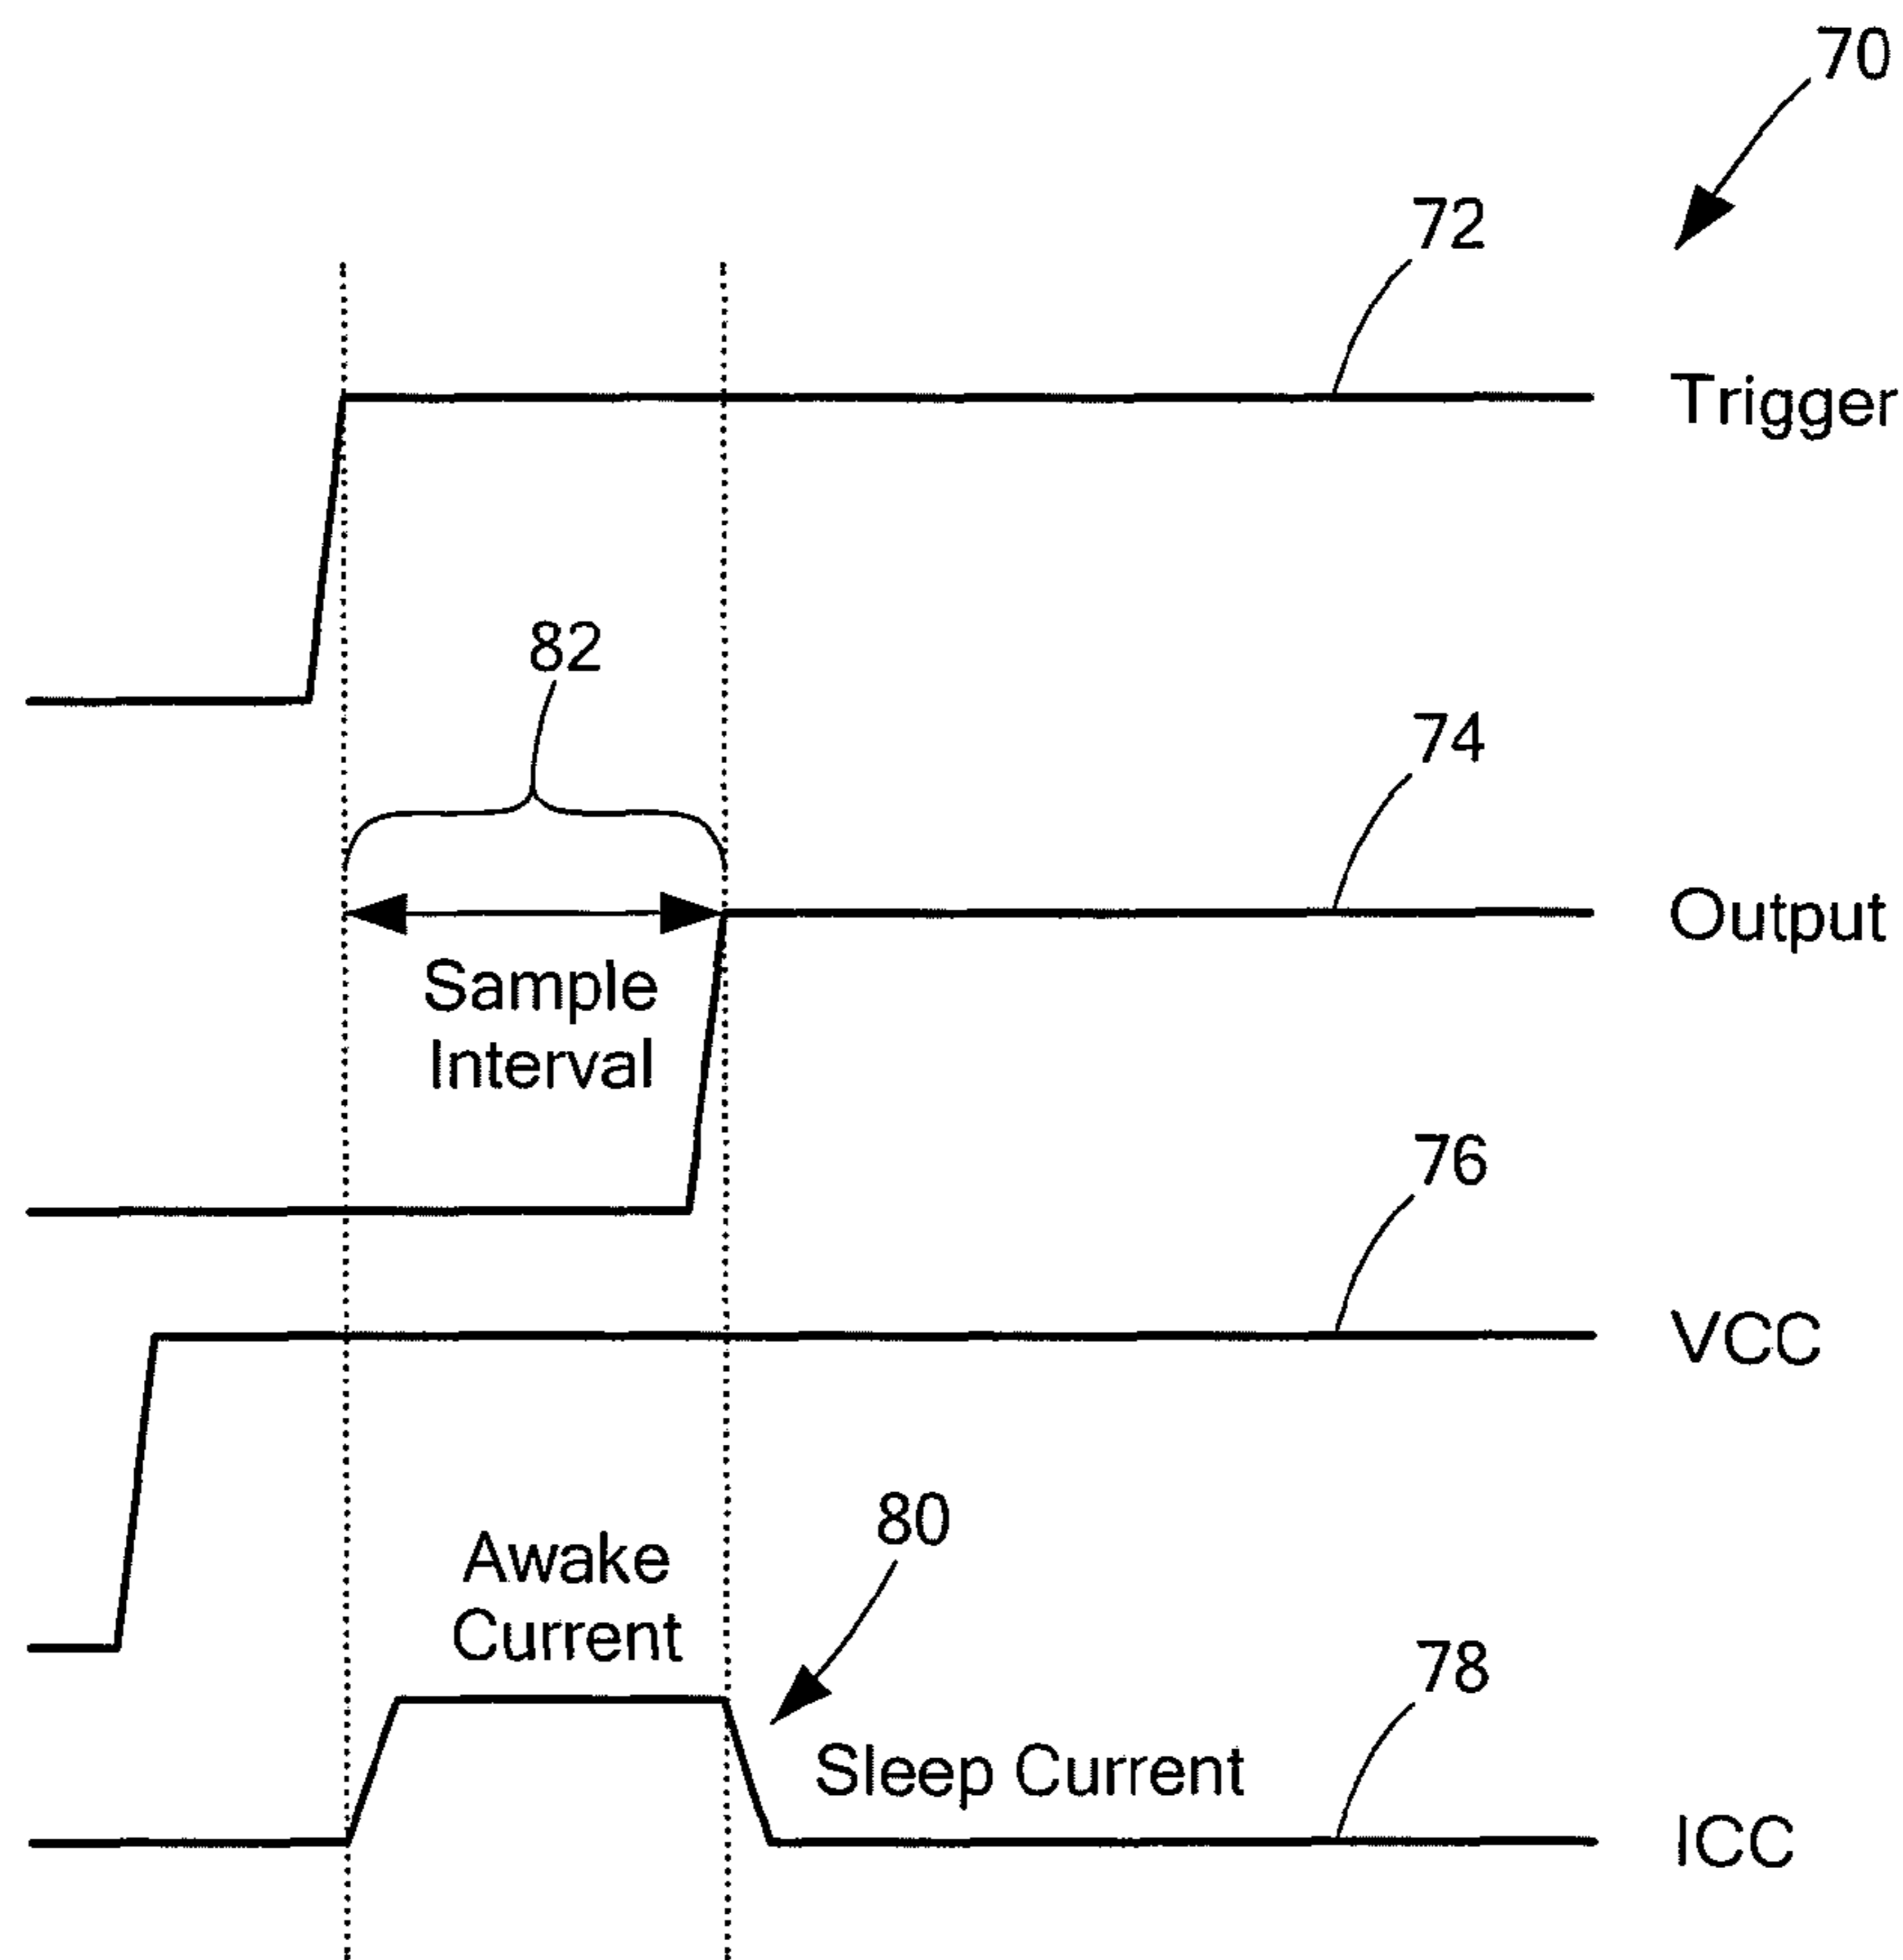 70
72
Trigger
82
74
Output
Sample
Interval
76
VCC
80
Awake
Current
78
Sleep Current
ICC